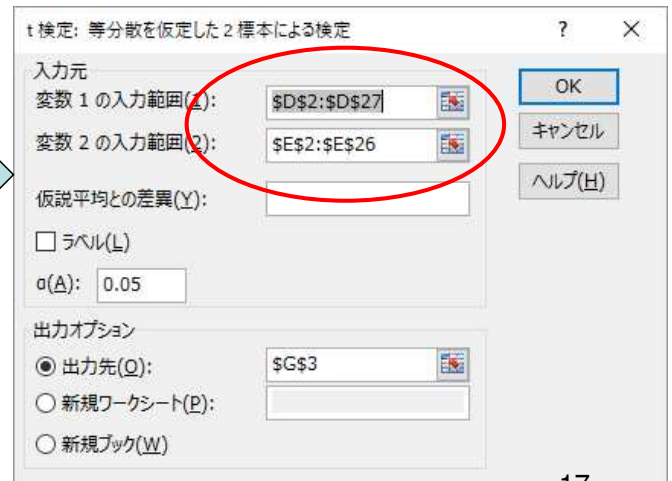 t 検定: 等分散を仮定した 2 標本による検定 ? ×
入力元
変数 1 の入力範囲(1): $D$2:$D$27
変数 2 の入力範囲(2): $E$2:$E$26
仮説平均との差異(Y):
ラベル(L)
α(A): 0.05
出力オプション
出力先(O): $G$3
新規ワークシート(P):
新規ブック(W)
OK
キャンセル
ヘルプ(H)
17